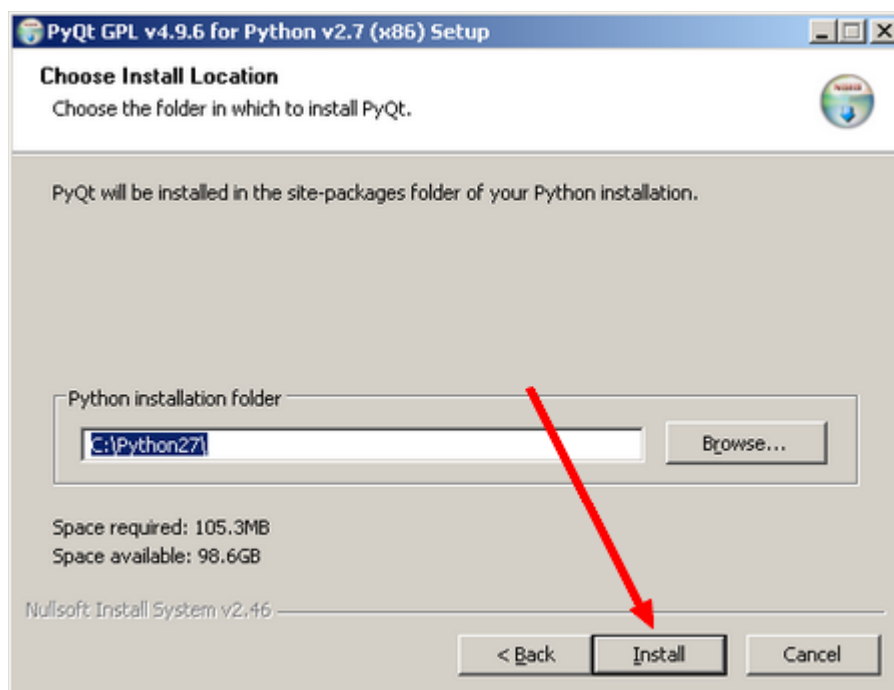 PyQt GPL v4.9.6 for Python v2.7 (x86) Setup
Choose Install Location
Choose the folder in which to install PyQt.
PyQt will be installed in the site-packages folder of your Python installation.
Python installation folder
C:\Python27\
Browse...
Space required: 105.3MB
Space available: 98.6GB
Nullsoft Install System v2.46
< Back
Install
Cancel